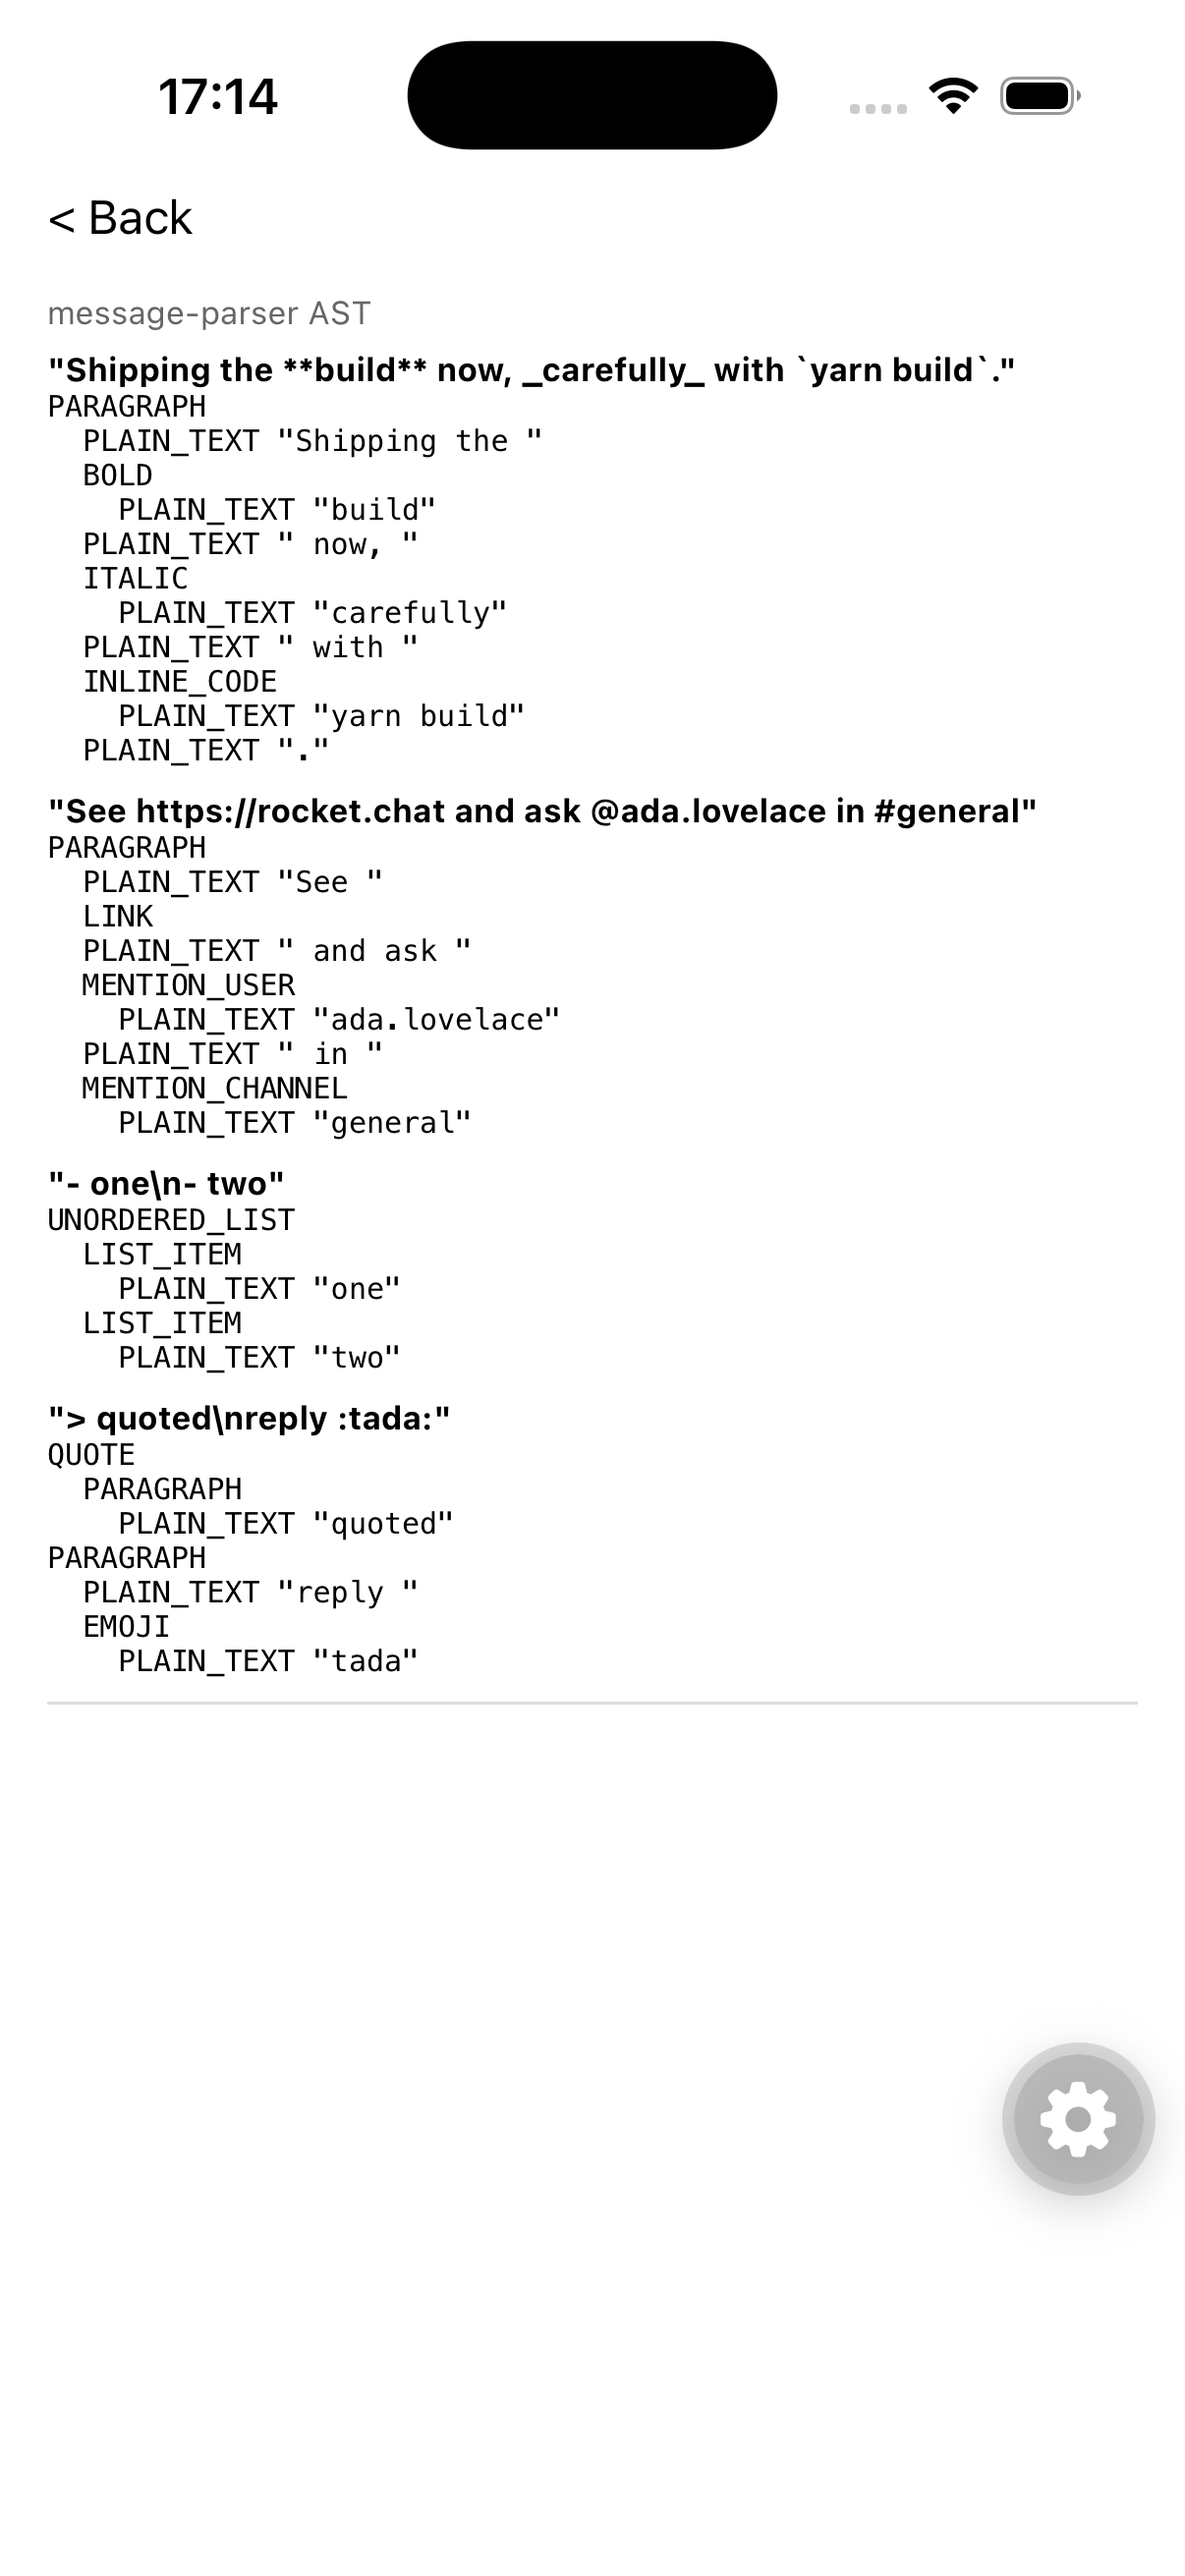 17:14
< Back
message-parser AST
"Shipping the **build** now, _carefully_ with `yarn build`."
PARAGRAPH
  PLAIN_TEXT "Shipping the "
  BOLD
    PLAIN_TEXT "build"
  PLAIN_TEXT " now, "
  ITALIC
    PLAIN_TEXT "carefully"
  PLAIN_TEXT " with "
  INLINE_CODE
    PLAIN_TEXT "yarn build"
  PLAIN_TEXT "."
"See https://rocket.chat and ask @ada.lovelace in #general"
PARAGRAPH
  PLAIN_TEXT "See "
  LINK
  PLAIN_TEXT " and ask "
  MENTION_USER
    PLAIN_TEXT "ada.lovelace"
  PLAIN_TEXT " in "
  MENTION_CHANNEL
    PLAIN_TEXT "general"
"- one\n- two"
UNORDERED_LIST
  LIST_ITEM
    PLAIN_TEXT "one"
  LIST_ITEM
    PLAIN_TEXT "two"
"> quoted\nreply :tada:"
QUOTE
  PARAGRAPH
    PLAIN_TEXT "quoted"
PARAGRAPH
  PLAIN_TEXT "reply "
  EMOJI
    PLAIN_TEXT "tada"